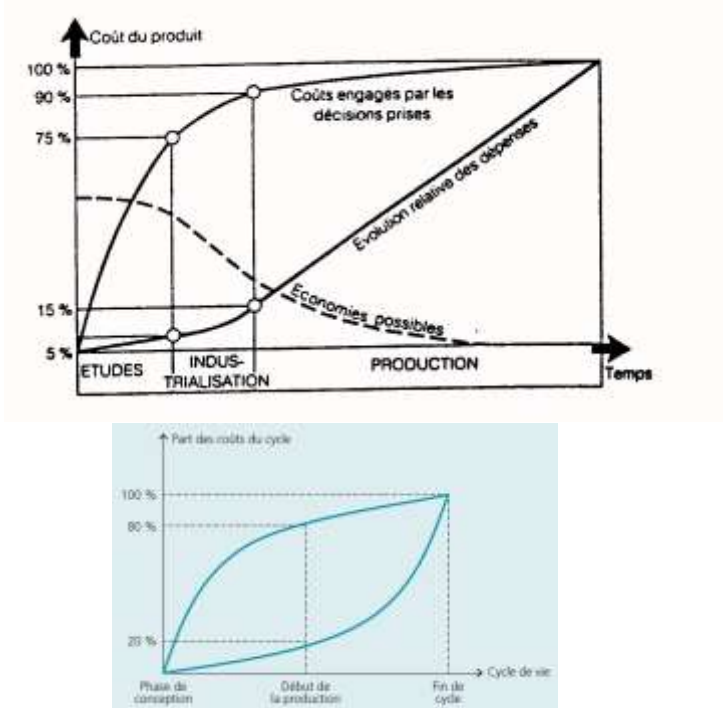 Coût du produit
100 %
90 %
75 %
Coûts engagés par les
décisions prises
Evolution relative des dépenses
15 %
Economies possibles
5 %
ETUDES
INDUS-
TRIALISATION
PRODUCTION
Temps
Part des coûts du cycle
100 %
80 %
20 %
Cycle de vie
Phase de
conception
Début de
la production
Fin de
cycle